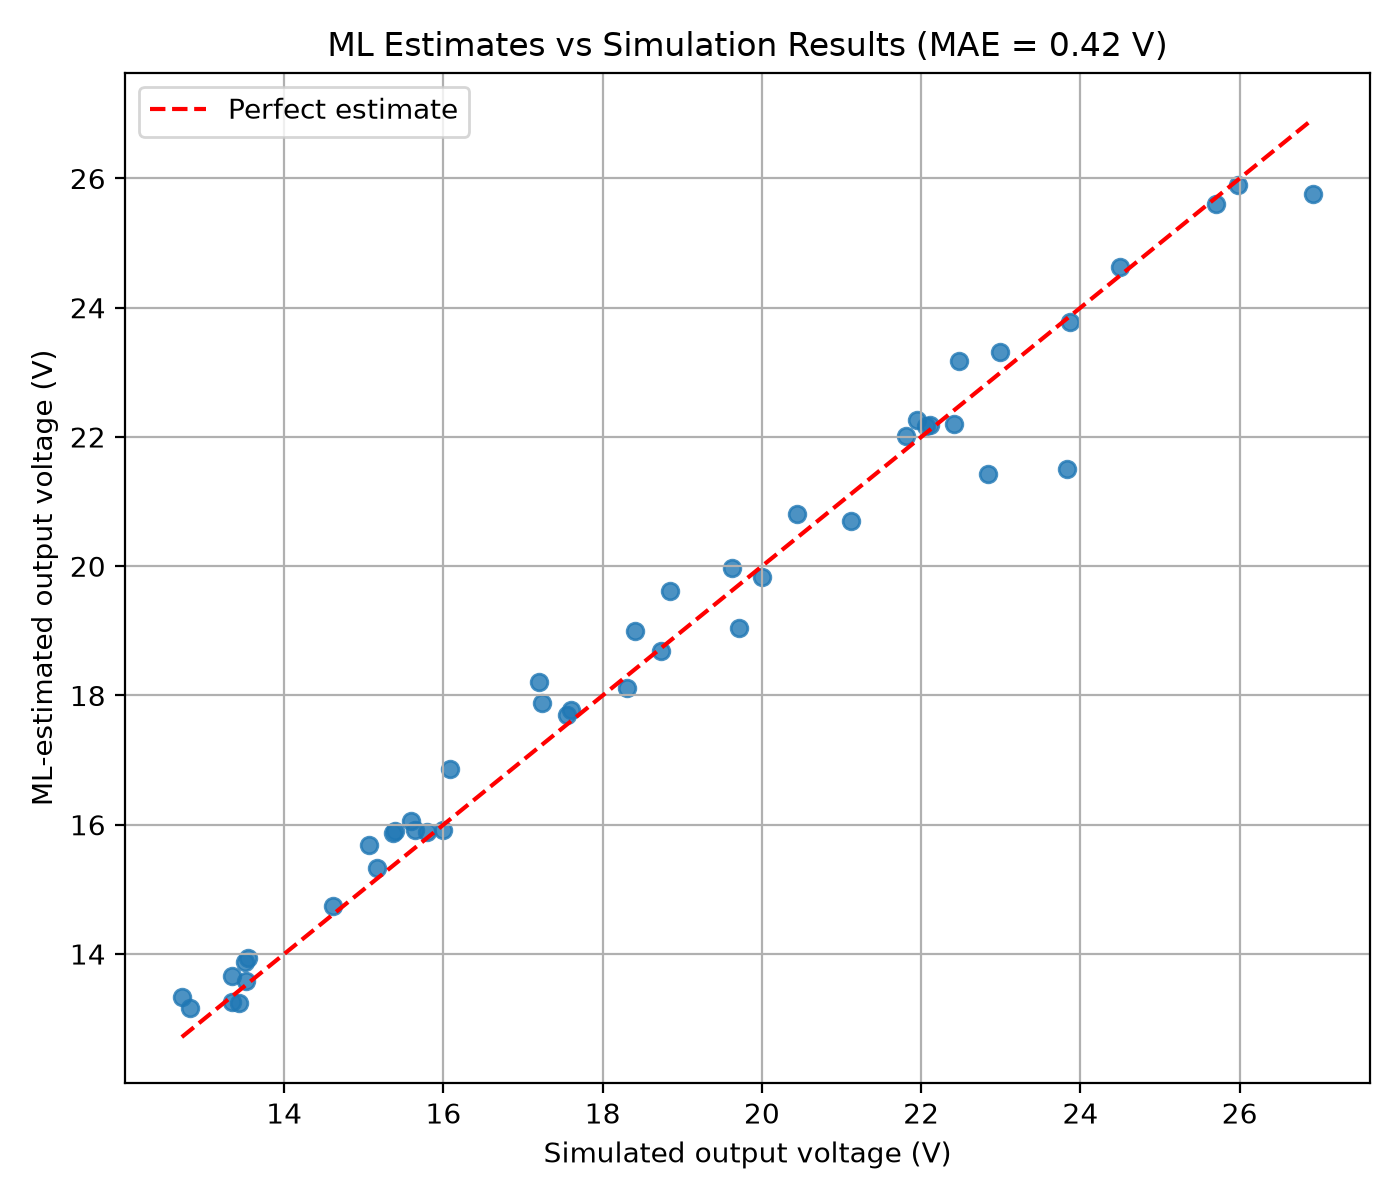 ML Estimates vs Simulation Results (MAE = 0.42 V)
Perfect estimate
26
24
22
20
18
16
14
ML-estimated output voltage (V)
14 16 18 20 22 24 26
Simulated output voltage (V)